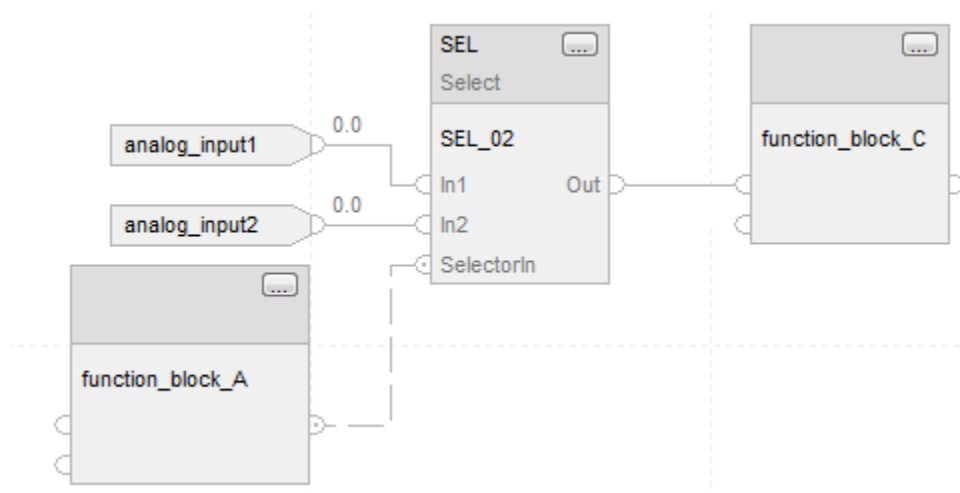 SEL
...
...
Select
0.0
analog_input1
SEL_02
function_block_C
In1
Out
0.0
analog_input2
In2
SelectorIn
...
function_block_A